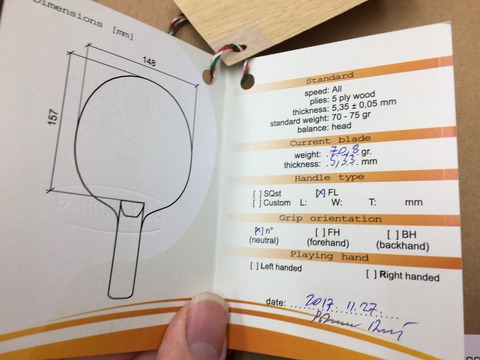 Dimensions [mm]
148
157
Standard
speed: All
plies: 5 ply wood
thickness: 5,35 ± 0,05 mm
standard weight: 70 - 75 gr
balance: head
Current blade
weight: 70,8 gr.
thickness: 5,33 mm
Handle type
[ ] SQst [x] FL
[ ] Custom L: W: T: mm
Grip orientation
[x] n° [ ] FH [ ] BH
(neutral) (forehand) (backhand)
Playing hand
[ ] Left handed
[ ] Right handed
date: 2017. 11.27.